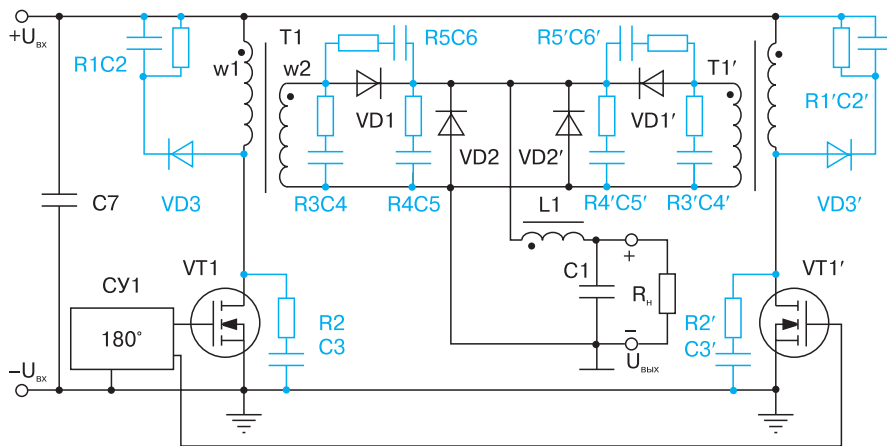 +Uвх
R1C2
w1
T1
w2
R5C6
R5′C6′
T1′
R1′C2′
VD1
VD2
VD2′
VD1′
VD3
R3C4
R4C5
R4′C5′
R3′C4′
VD3′
C7
L1
СУ1
VT1
C1
+
Rн
VT1′
180°
R2
C3
R2′
C3′
−
Uвых
−Uвх